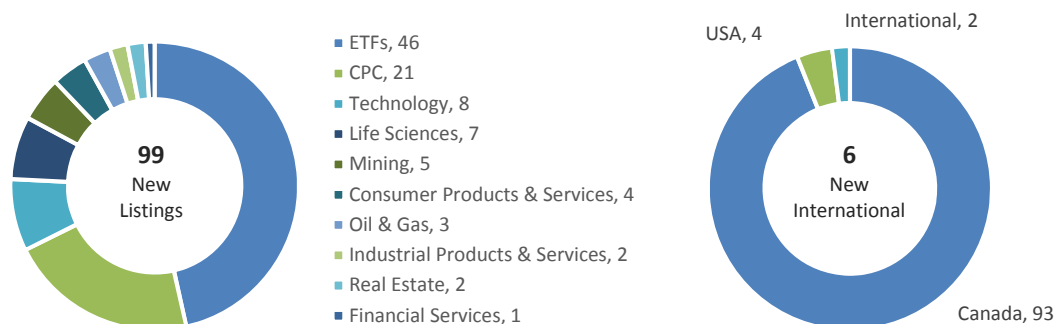 99
New
Listings
ETFs, 46
CPC, 21
Technology, 8
Life Sciences, 7
Mining, 5
Consumer Products & Services, 4
Oil & Gas, 3
Industrial Products & Services, 2
Real Estate, 2
Financial Services, 1
USA, 4
International, 2
6
New
International
Canada, 93